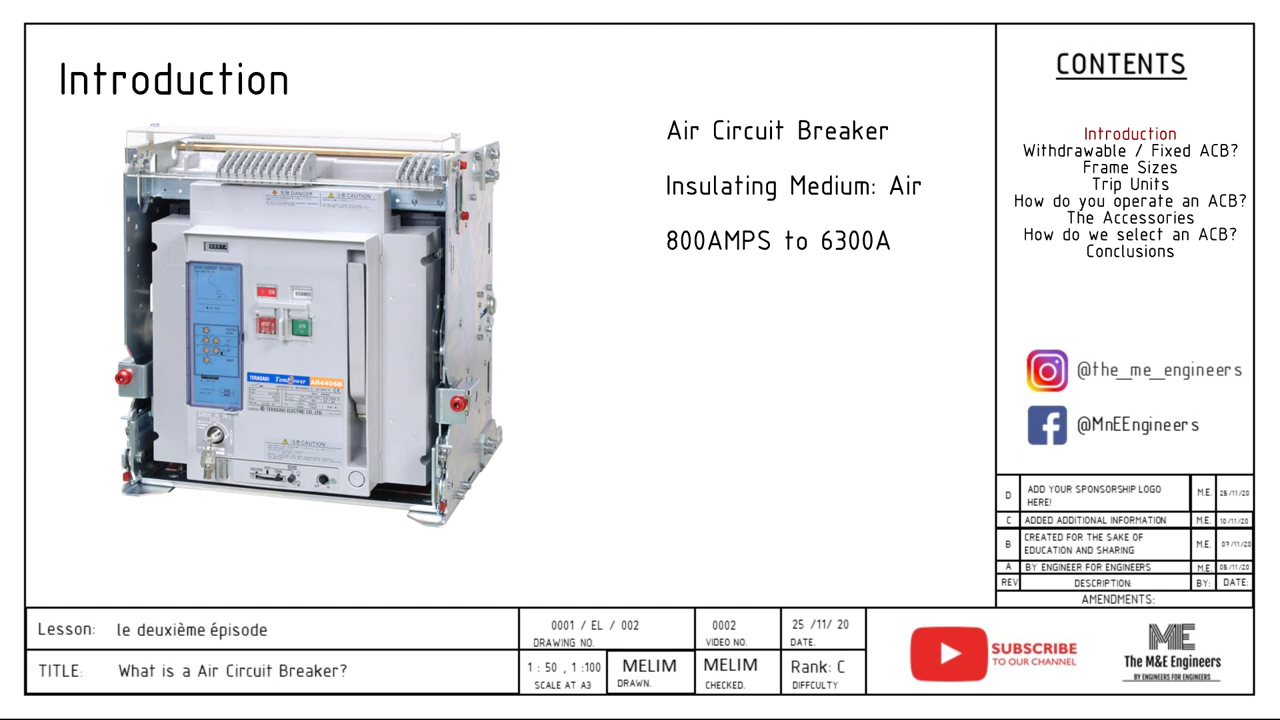 Introduction
Air Circuit Breaker
Insulating Medium: Air
800AMPS to 6300A
DANGER
CAUTION
ON
ON
TERASAKI TemPower AR440SB
TERASAKI ELECTRIC CO., LTD.
CAUTION
CONTENTS
Introduction
Withdrawable / Fixed ACB?
Frame Sizes
Trip Units
How do you operate an ACB?
The Accessories
How do we select an ACB?
Conclusions
@the_me_engineers
@MnEEngineers
D ADD YOUR SPONSORSHIP LOGO HERE! M.E. 25/11/20
C ADDED ADDITIONAL INFORMATION M.E. 10/11/20
B CREATED FOR THE SAKE OF EDUCATION AND SHARING M.E. 07/11/20
A BY ENGINEER FOR ENGINEERS M.E. 05/11/20
REV DESCRIPTION: BY: DATE:
AMENDMENTS:
Lesson: le deuxième épisode
TITLE: What is a Air Circuit Breaker?
0001 / EL / 002
DRAWING NO.
0002
VIDEO NO.
25 /11/ 20
DATE.
1 : 50 , 1 :100
SCALE AT A3
MELIM
DRAWN.
MELIM
CHECKED.
Rank: C
DIFFCULTY
SUBSCRIBE
TO OUR CHANNEL
ME
The M&E Engineers
BY ENGINEERS FOR ENGINEERS